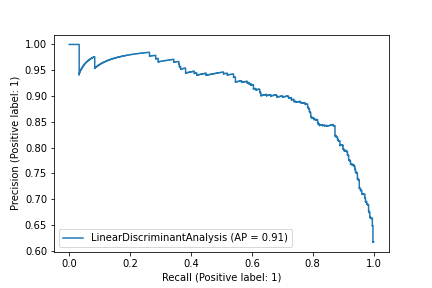 1.00
0.95
0.90
0.85
0.80
0.75
0.70
0.65
0.60
Precision (Positive label: 1)
LinearDiscriminantAnalysis (AP = 0.91)
0.0 0.2 0.4 0.6 0.8 1.0
Recall (Positive label: 1)